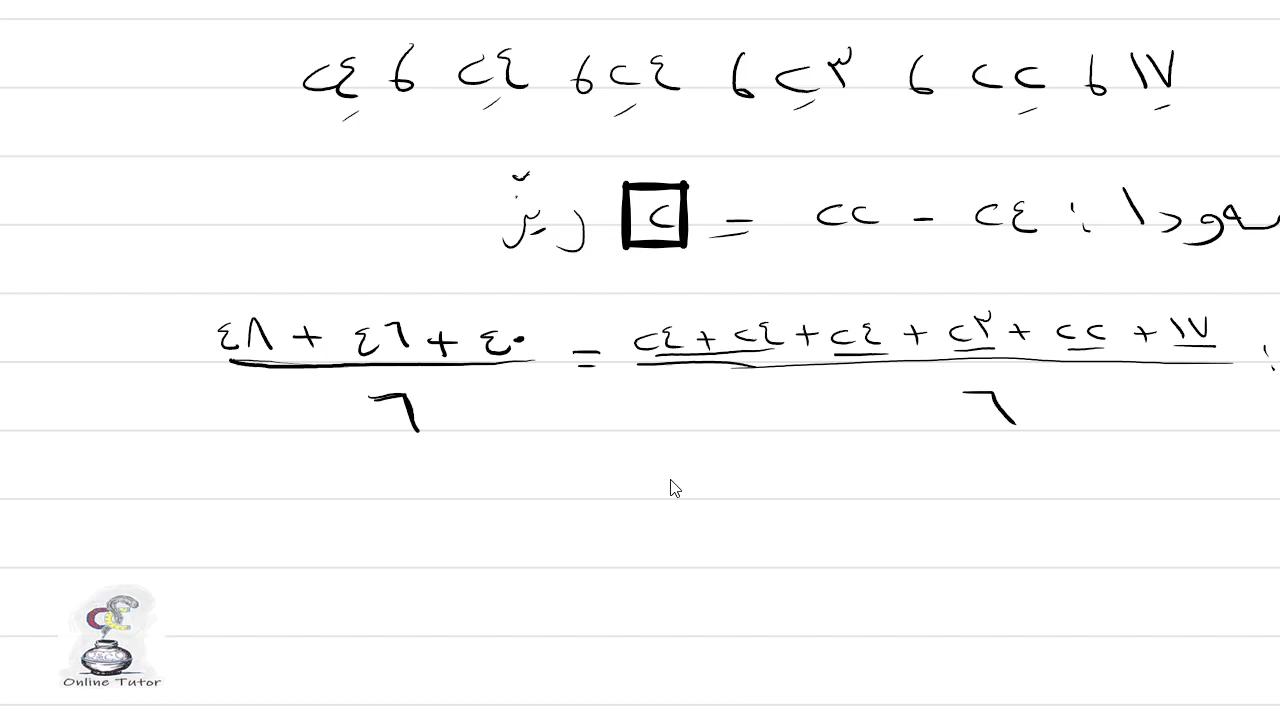 ١٧ ، ٢٢ ، ٢٣ ، ٢٤ ، ٢٤ ، ٢٤
: ٢٤ - ٢٢ = ٢
: ١٧ + ٢٢ + ٢٣ + ٢٤ + ٢٤ + ٢٤ = ٤٠ + ٤٦ + ٤٨
٦ ٦
Online Tutor